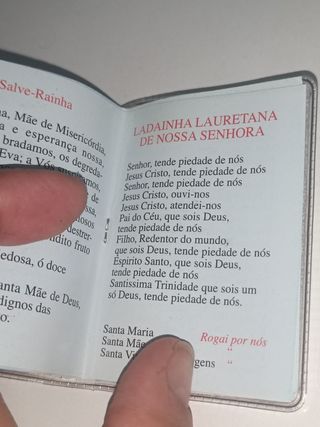 Salve-Rainha
Mãe de Misericórdia,
a e esperança nossa,
bradamos, os degreda-
Eva; a Vós
de
nossa,
dito fruto
edosa, ó doce
anta Mãe de Deus,
dignos das
o.
LADAINHA LAURETANA
DE NOSSA SENHORA
Senhor, tende piedade de nós
Jesus Cristo, tende piedade de nós
Senhor, tende piedade de nós
Jesus Cristo, ouvi-nos
Jesus Cristo, atendei-nos
Pai do Céu, que sois Deus,
tende piedade de nós
Filho, Redentor do mundo,
que sois Deus, tende piedade de nós
Espírito Santo, que sois Deus,
tende piedade de nós
Santíssima Trindade que sois um
só Deus, tende piedade de nós.
Santa Maria Rogai por nós
Santa Mãe “
Santa Vi gens “